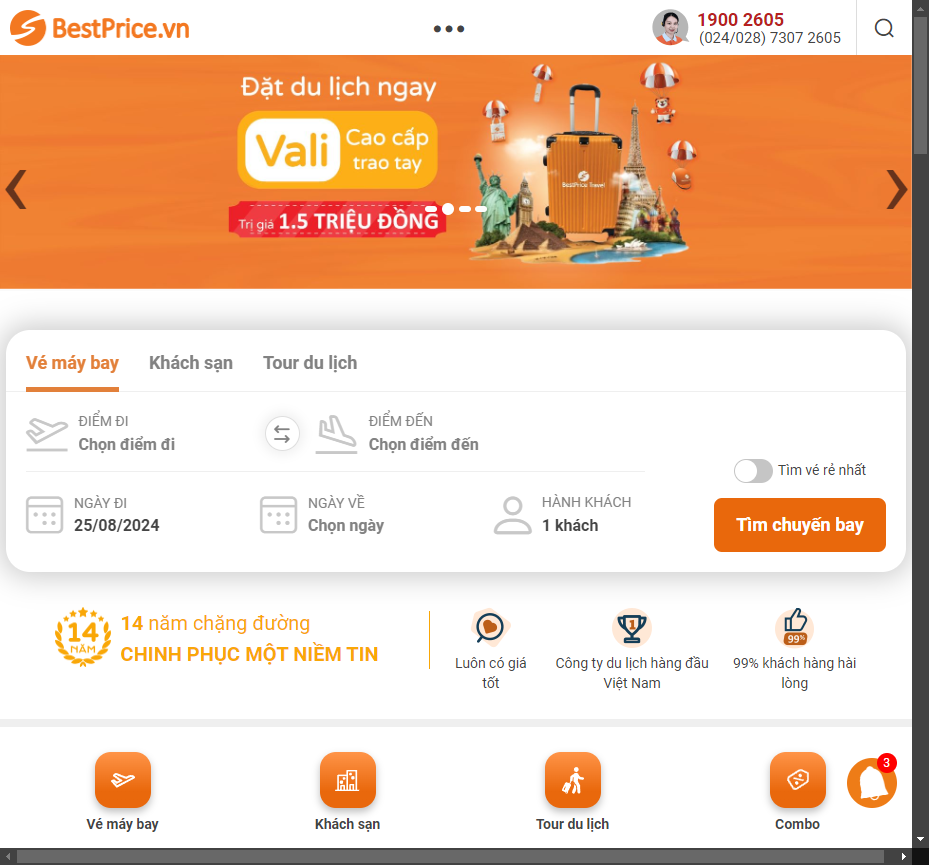 BestPrice.vn
1900 2605
(024/028) 7307 2605
Đặt du lịch ngay
Vali
Cao cấp
trao tay
Trị giá 1.5 TRIỆU ĐỒNG
BestPrice Travel
Vé máy bay
Khách sạn
Tour du lịch
ĐIỂM ĐI
Chọn điểm đi
ĐIỂM ĐẾN
Chọn điểm đến
Tìm vé rẻ nhất
NGÀY ĐI
25/08/2024
NGÀY VỀ
Chọn ngày
HÀNH KHÁCH
1 khách
Tìm chuyến bay
14
NĂM
14 năm chặng đường
CHINH PHỤC MỘT NIỀM TIN
Luôn có giá
tốt
1
Công ty du lịch hàng đầu
Việt Nam
99%
99% khách hàng hài
lòng
Vé máy bay
Khách sạn
Tour du lịch
Combo
3